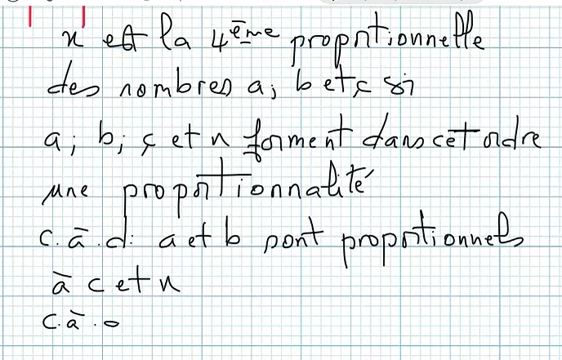 x est la 4ème proportionnelle
des nombres a; b et c si
a; b; c et x forment dans cet ordre
une proportionnalité
c.à.d: a et b sont proportionnels
à c et x
c.à.